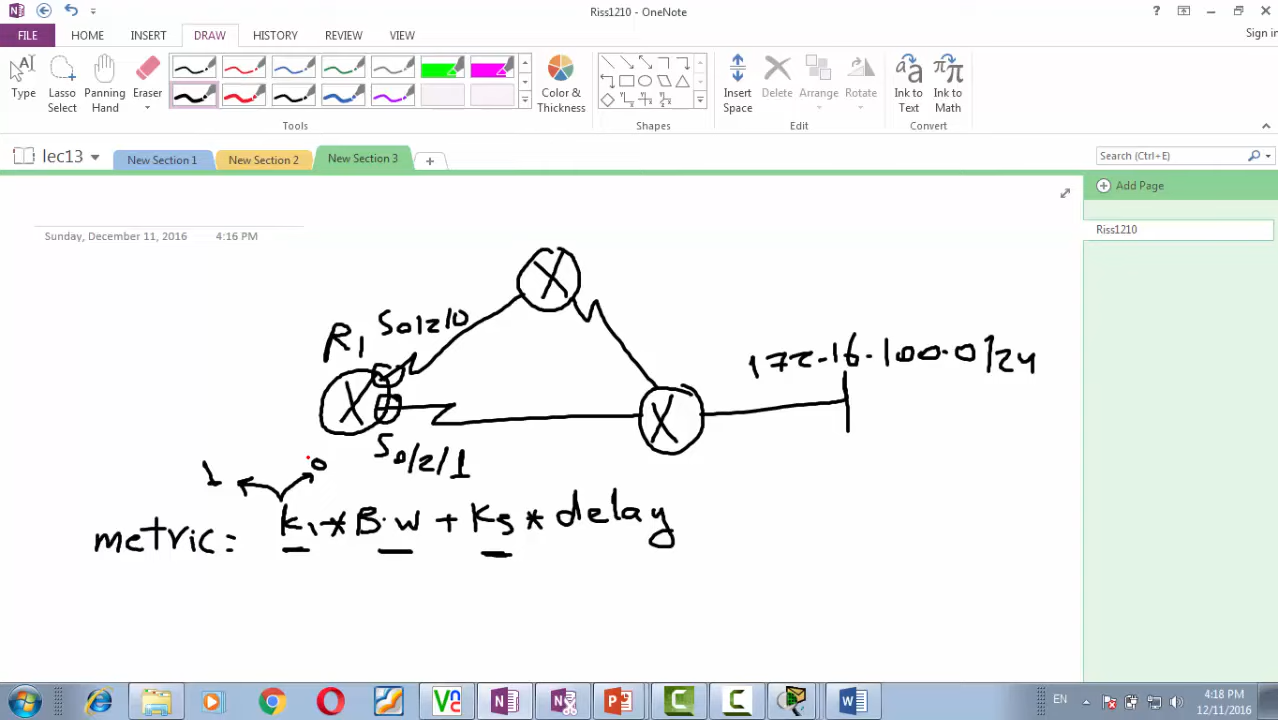 Riss1210 - OneNote
?
Sign in
FILE HOME INSERT DRAW HISTORY REVIEW VIEW
Type
Lasso Select
Panning Hand
Eraser
Color & Thickness
Insert Space
Delete
Arrange
Rotate
Ink to Text
Ink to Math
Tools
Shapes
Edit
Convert
lec13
New Section 1
New Section 2
New Section 3
Search (Ctrl+E)
Add Page
Riss1210
Sunday, December 11, 2016 4:16 PM
R1
S0/2/0
172.16.100.0/24
S0/2/1
1
0
metric: k1 * B.w + K3 * delay
EN
4:18 PM
12/11/2016